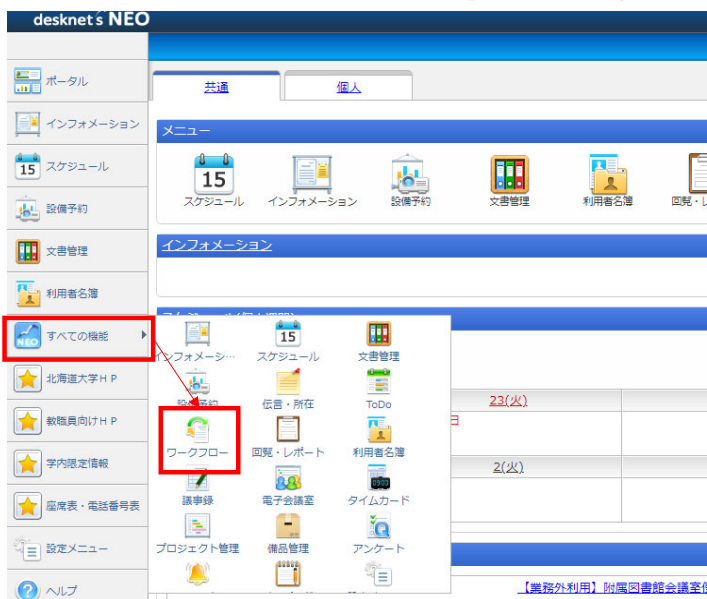 desknet's NEO
ポータル
インフォメーション
スケジュール
設備予約
文書管理
利用者名簿
すべての機能
北海道大学ＨＰ
教職員向けＨＰ
学内限定情報
座席表・電話番号表
設定メニュー
ヘルプ
共通
個人
メニュー
15
スケジュール
インフォメーション
設備予約
文書管理
利用者名簿
回覧・レ
インフォメーション
インフォメーシ…
15
スケジュール
文書管理
設備予約
伝言・所在
ToDo
ワークフロー
回覧・レポート
利用者名簿
議事録
電子会議室
タイムカード
プロジェクト管理
備品管理
アンケート
23(火)
日
2(火)
【業務外利用】附属図書館会議室